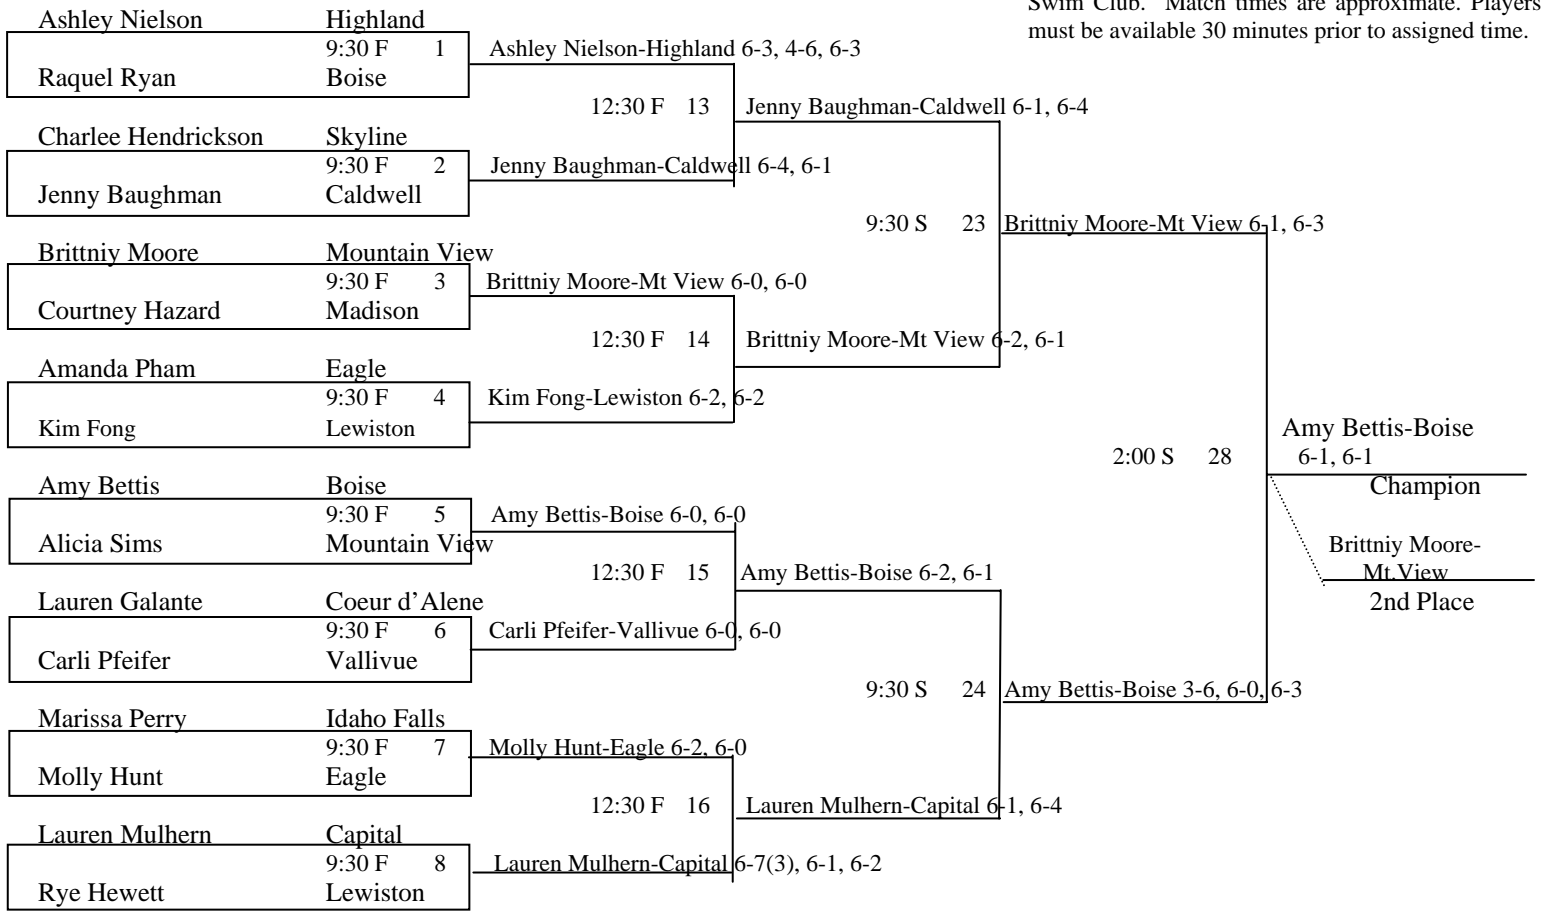 Swim Club. Match times are approximate. Players
must be available 30 minutes prior to assigned time.
Ashley Nielson Highland
9:30 F 1 Ashley Nielson-Highland 6-3, 4-6, 6-3
Raquel Ryan Boise
12:30 F 13 Jenny Baughman-Caldwell 6-1, 6-4
Charlee Hendrickson Skyline
9:30 F 2 Jenny Baughman-Caldwell 6-4, 6-1
Jenny Baughman Caldwell
9:30 S 23 Brittniy Moore-Mt View 6-1, 6-3
Brittniy Moore Mountain View
9:30 F 3 Brittniy Moore-Mt View 6-0, 6-0
Courtney Hazard Madison
12:30 F 14 Brittniy Moore-Mt View 6-2, 6-1
Amanda Pham Eagle
9:30 F 4 Kim Fong-Lewiston 6-2, 6-2
Kim Fong Lewiston
Amy Bettis-Boise
2:00 S 28 6-1, 6-1
Amy Bettis Boise
Champion
9:30 F 5 Amy Bettis-Boise 6-0, 6-0
Alicia Sims Mountain View
Brittniy Moore-
Mt.View
12:30 F 15 Amy Bettis-Boise 6-2, 6-1
Lauren Galante Coeur d’Alene
2nd Place
9:30 F 6 Carli Pfeifer-Vallivue 6-0, 6-0
Carli Pfeifer Vallivue
9:30 S 24 Amy Bettis-Boise 3-6, 6-0, 6-3
Marissa Perry Idaho Falls
9:30 F 7 Molly Hunt-Eagle 6-2, 6-0
Molly Hunt Eagle
12:30 F 16 Lauren Mulhern-Capital 6-1, 6-4
Lauren Mulhern Capital
9:30 F 8 Lauren Mulhern-Capital 6-7(3), 6-1, 6-2
Rye Hewett Lewiston